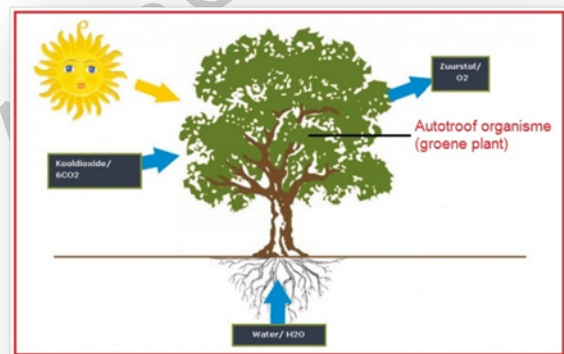 Zuurstof/
O2
Autotroof organisme
(groene plant)
Kooldioxide/
6CO2
Water/ H2O